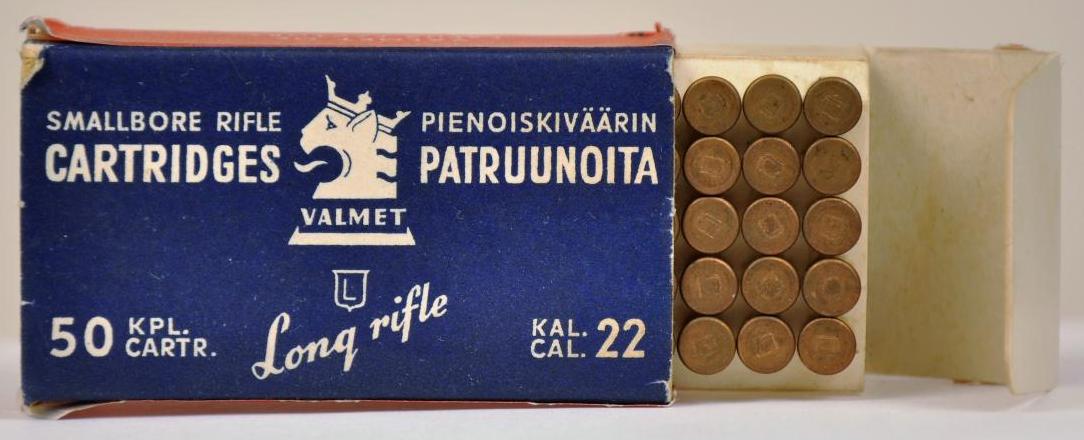 SMALLBORE RIFLE
CARTRIDGES
PIENOISKIVÄÄRIN
PATRUUNOITA
VALMET
L
Long rifle
50 KPL.
CARTR.
KAL. 22
CAL.